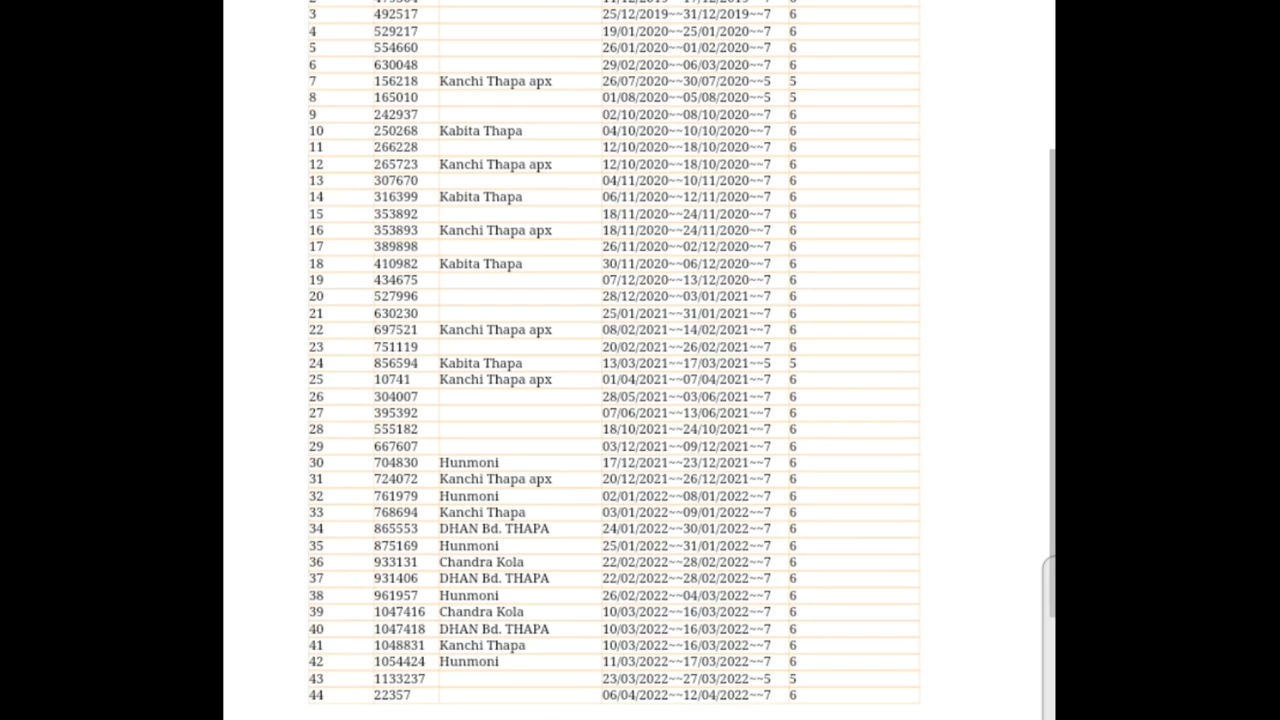 3 492517 25/12/2019~~31/12/2019~~7 6
4 529217 19/01/2020~~25/01/2020~~7 6
5 554660 26/01/2020~~01/02/2020~~7 6
6 630048 29/02/2020~~06/03/2020~~7 6
7 156218 Kanchi Thapa apx 26/07/2020~~30/07/2020~~5 5
8 165010 01/08/2020~~05/08/2020~~5 5
9 242937 02/10/2020~~08/10/2020~~7 6
10 250268 Kabita Thapa 04/10/2020~~10/10/2020~~7 6
11 266228 12/10/2020~~18/10/2020~~7 6
12 265723 Kanchi Thapa apx 12/10/2020~~18/10/2020~~7 6
13 307670 04/11/2020~~10/11/2020~~7 6
14 316399 Kabita Thapa 06/11/2020~~12/11/2020~~7 6
15 353892 18/11/2020~~24/11/2020~~7 6
16 353893 Kanchi Thapa apx 18/11/2020~~24/11/2020~~7 6
17 389898 26/11/2020~~02/12/2020~~7 6
18 410982 Kabita Thapa 30/11/2020~~06/12/2020~~7 6
19 434675 07/12/2020~~13/12/2020~~7 6
20 527996 28/12/2020~~03/01/2021~~7 6
21 630230 25/01/2021~~31/01/2021~~7 6
22 697521 Kanchi Thapa apx 08/02/2021~~14/02/2021~~7 6
23 751119 20/02/2021~~26/02/2021~~7 6
24 856594 Kabita Thapa 13/03/2021~~17/03/2021~~5 5
25 10741 Kanchi Thapa apx 01/04/2021~~07/04/2021~~7 6
26 304007 28/05/2021~~03/06/2021~~7 6
27 395392 07/06/2021~~13/06/2021~~7 6
28 555182 18/10/2021~~24/10/2021~~7 6
29 667607 03/12/2021~~09/12/2021~~7 6
30 704830 Hunmoni 17/12/2021~~23/12/2021~~7 6
31 724072 Kanchi Thapa apx 20/12/2021~~26/12/2021~~7 6
32 761979 Hunmoni 02/01/2022~~08/01/2022~~7 6
33 768694 Kanchi Thapa 03/01/2022~~09/01/2022~~7 6
34 865553 DHAN Bd. THAPA 24/01/2022~~30/01/2022~~7 6
35 875169 Hunmoni 25/01/2022~~31/01/2022~~7 6
36 933131 Chandra Kola 22/02/2022~~28/02/2022~~7 6
37 931406 DHAN Bd. THAPA 22/02/2022~~28/02/2022~~7 6
38 961957 Hunmoni 26/02/2022~~04/03/2022~~7 6
39 1047416 Chandra Kola 10/03/2022~~16/03/2022~~7 6
40 1047418 DHAN Bd. THAPA 10/03/2022~~16/03/2022~~7 6
41 1048831 Kanchi Thapa 10/03/2022~~16/03/2022~~7 6
42 1054424 Hunmoni 11/03/2022~~17/03/2022~~7 6
43 1133237 23/03/2022~~27/03/2022~~5 5
44 22357 06/04/2022~~12/04/2022~~7 6